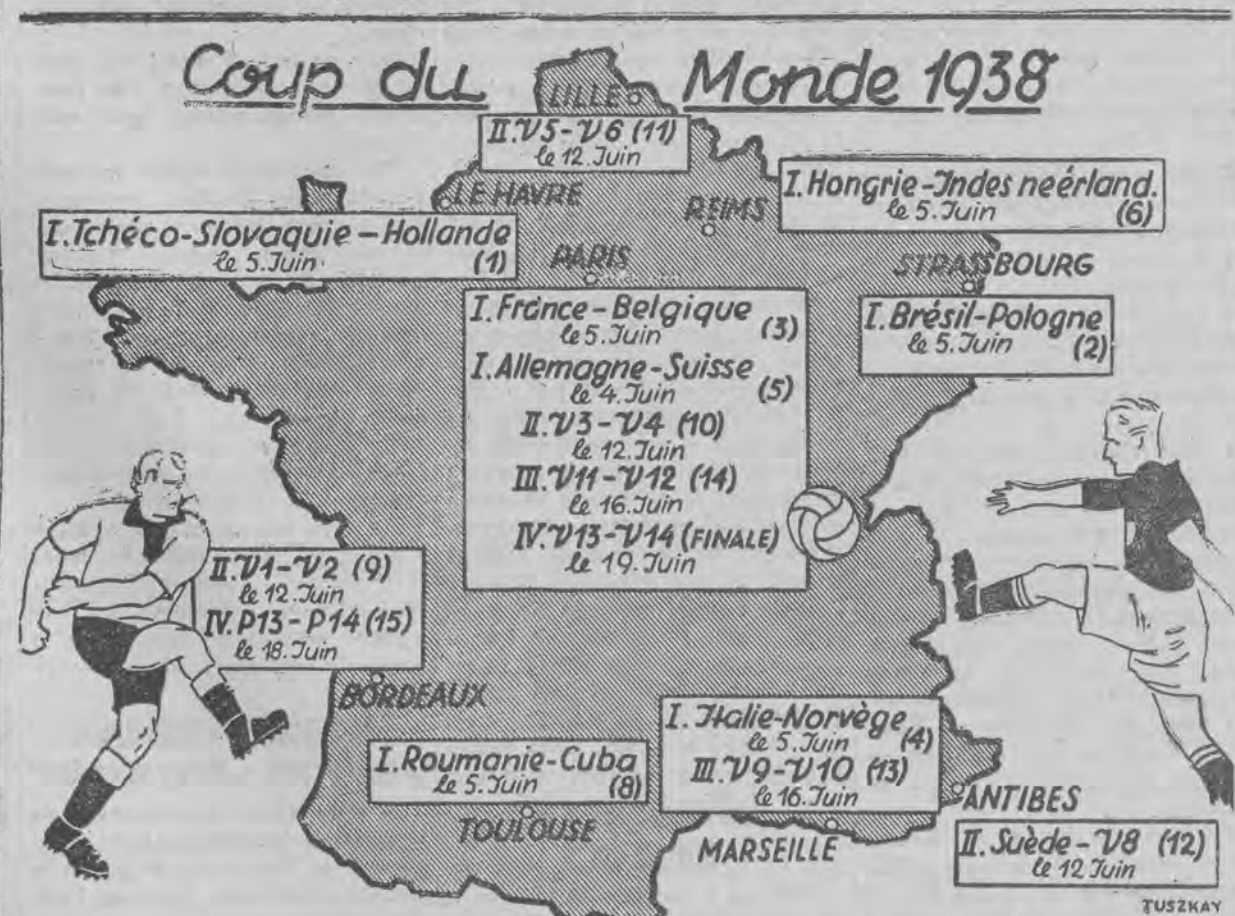 Coup du Monde 1938
LILLE
II. V5-V6 (11)
le 12. Juin
LE HAVRE
I. Tchéco-Slovaquie – Hollande
le 5. Juin (1)
REIMS
I. Hongrie-Indes neérland.
le 5. Juin (6)
STRASSBOURG
I. Brésil-Pologne
le 5. Juin (2)
PARIS
I. France-Belgique
le 5. Juin (3)
I. Allemagne-Suisse
le 4. Juin (5)
II. V3-V4 (10)
le 12. Juin
III. V11-V12 (14)
le 16. Juin
IV. V13-V14 (FINALE)
le 19. Juin
II. V1-V2 (9)
le 12. Juin
IV. P13-P14 (15)
le 18. Juin
BORDEAUX
I. Roumanie-Cuba
le 5. Juin (8)
TOULOUSE
I. Italie-Norvège
le 5. Juin (4)
III. V9-V10 (13)
le 16. Juin
MARSEILLE
ANTIBES
II. Suède-V8 (12)
le 12 Juin
TUSZKAY